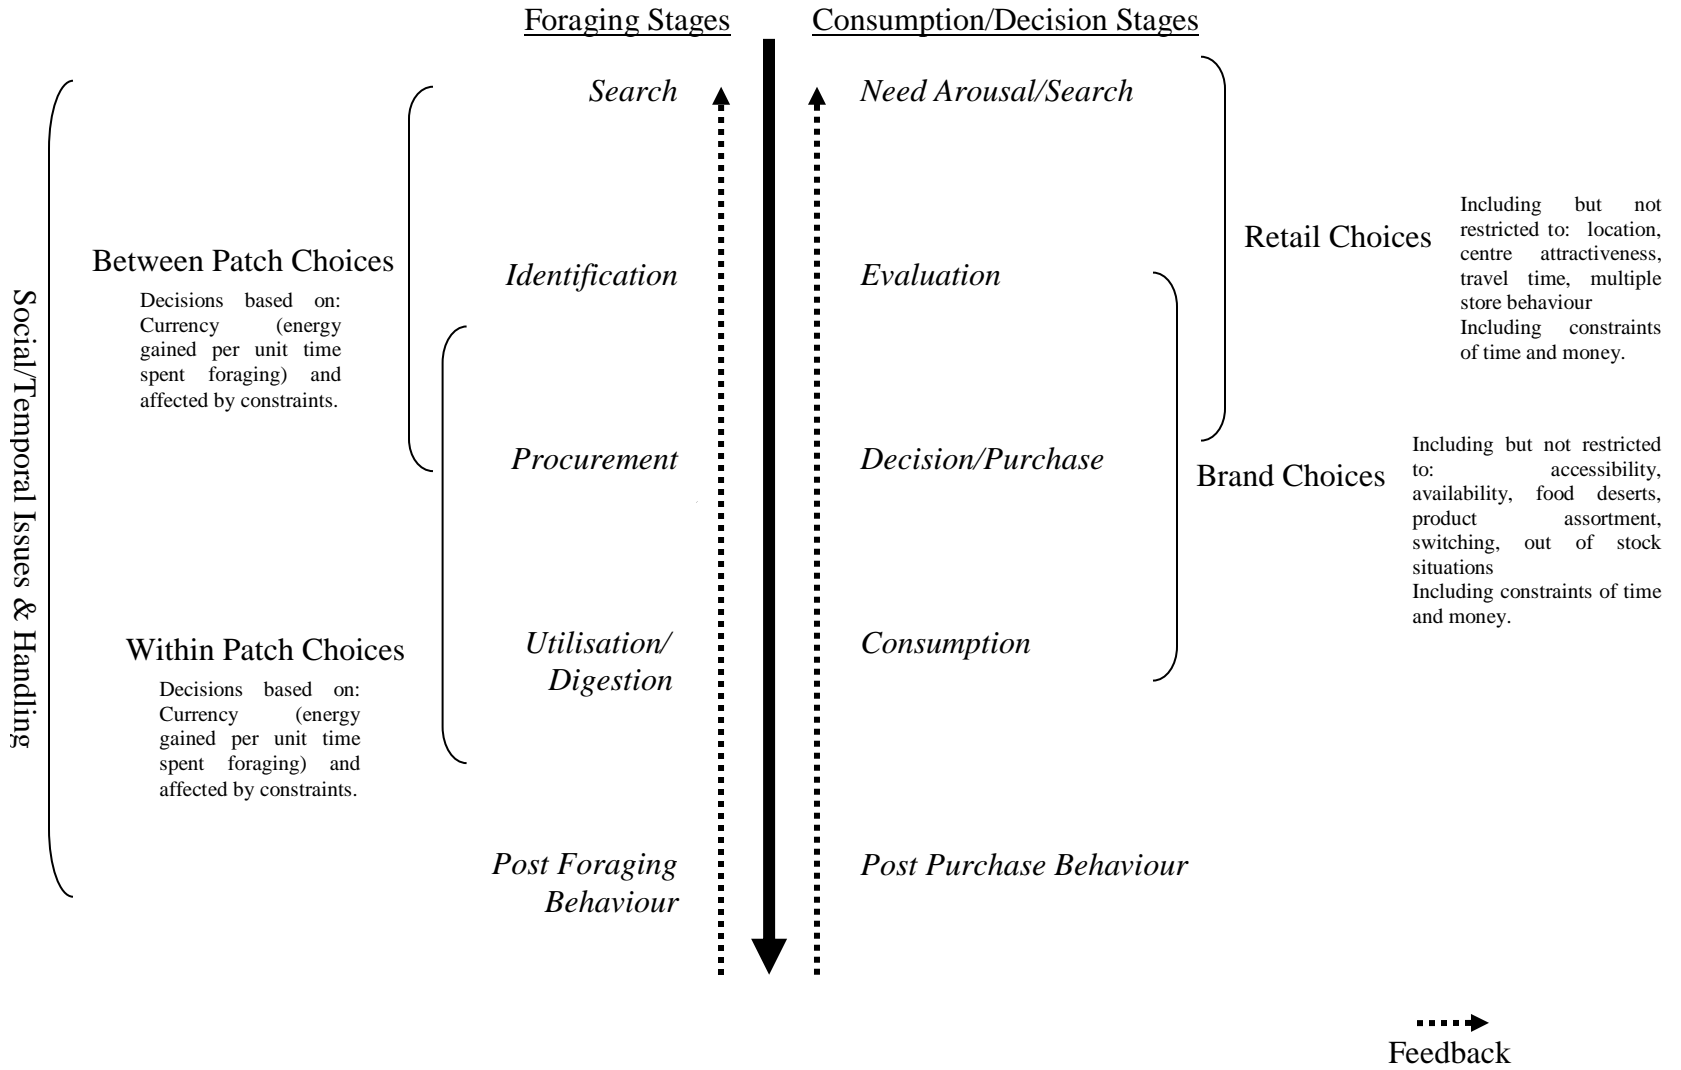 Foraging Stages
Consumption/Decision Stages
Search
Need Arousal/Search
Social/Temporal Issues & Handling
Between Patch Choices
Decisions based on:
Currency (energy
gained per unit time
spent foraging) and
affected by constraints.
Identification
Evaluation
Retail Choices
Including but not
restricted to: location,
centre attractiveness,
travel time, multiple
store behaviour
Including constraints
of time and money.
Procurement
Decision/Purchase
Brand Choices
Including but not restricted
to: accessibility,
availability, food deserts,
product assortment,
switching, out of stock
situations
Including constraints of time
and money.
Within Patch Choices
Decisions based on:
Currency (energy
gained per unit time
spent foraging) and
affected by constraints.
Utilisation/
Digestion
Consumption
Post Foraging
Behaviour
Post Purchase Behaviour
Feedback